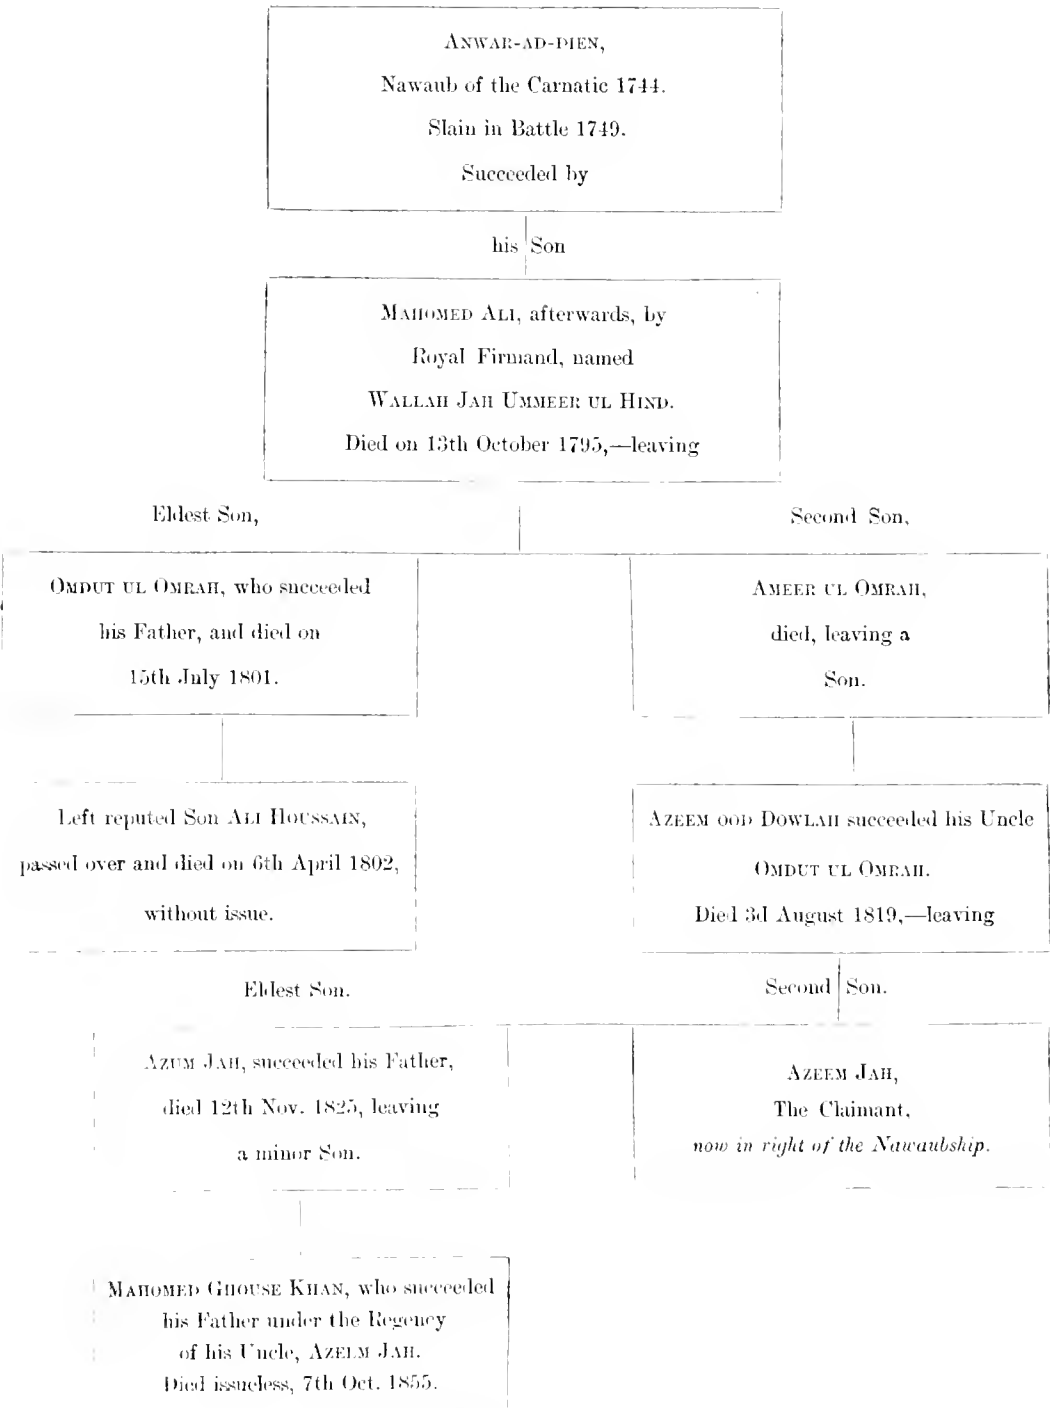 ANWAR-AD-DIEN,
Nawaub of the Carnatic 1744.
Slain in Battle 1749.
Succeeded by
his Son
MAHOMED ALI, afterwards, by
Royal Firmand, named
WALLAH JAH UMMEER UL HIND.
Died on 13th October 1795,—leaving
Eldest Son,
Second Son,
OMDUT UL OMRAH, who succeeded
his Father, and died on
15th July 1801.
AMEER UL OMRAH,
died, leaving a
Son.
Left reputed Son ALI HOUSSAIN,
passed over and died on 6th April 1802,
without issue.
AZEEM OOD DOWLAH succeeded his Uncle
OMDUT UL OMRAH.
Died 3d August 1819,—leaving
Eldest Son.
Second Son.
AZUM JAH, succeeded his Father,
died 12th Nov. 1825, leaving
a minor Son.
AZEEM JAH,
The Claimant,
now in right of the Nawaubship.
MAHOMED GHOUSE KHAN, who succeeded
his Father under the Regency
of his Uncle, AZEEM JAH.
Died issueless, 7th Oct. 1855.